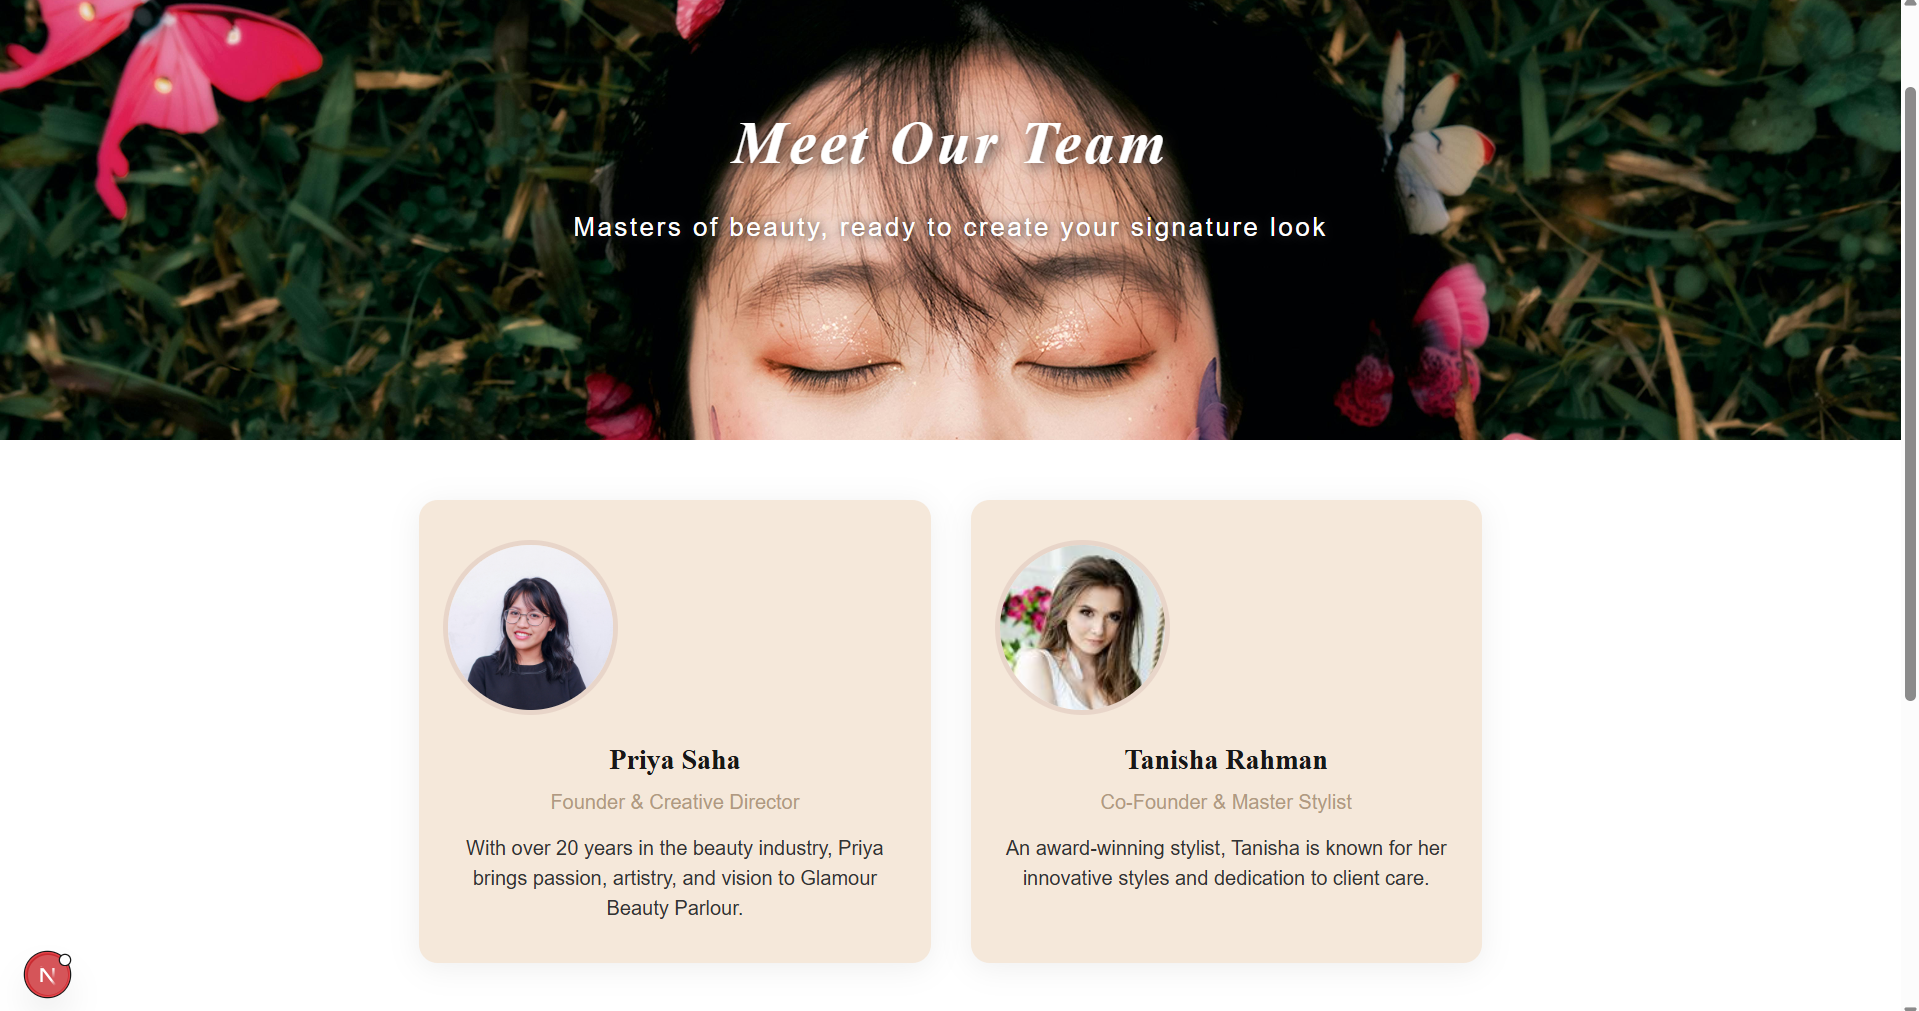 Meet Our Team
Masters of beauty, ready to create your signature look
Priya Saha
Founder & Creative Director
With over 20 years in the beauty industry, Priya
brings passion, artistry, and vision to Glamour
Beauty Parlour.
Tanisha Rahman
Co-Founder & Master Stylist
An award-winning stylist, Tanisha is known for her
innovative styles and dedication to client care.
N